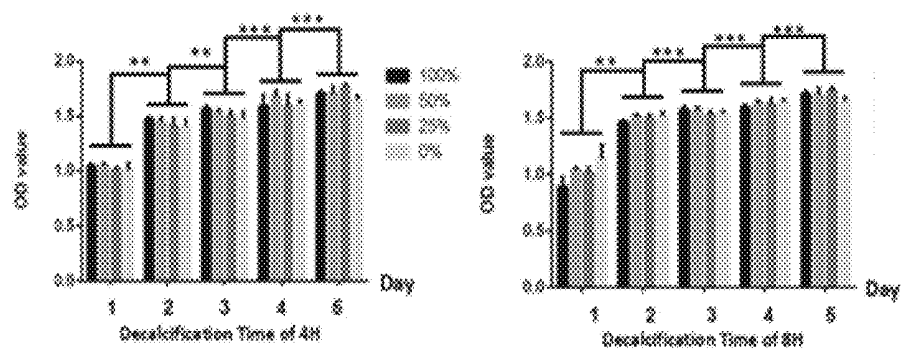 ** ** *** ***
2.0
1.5
1.0
0.5
0.0
OD value
1 2 3 4 5
Day
Decalcification Time of 4H
100%
50%
25%
0%
** *** *** ***
2.0
1.5
1.0
0.5
0.0
OD value
1 2 3 4 5
Day
Decalcification Time of 8H